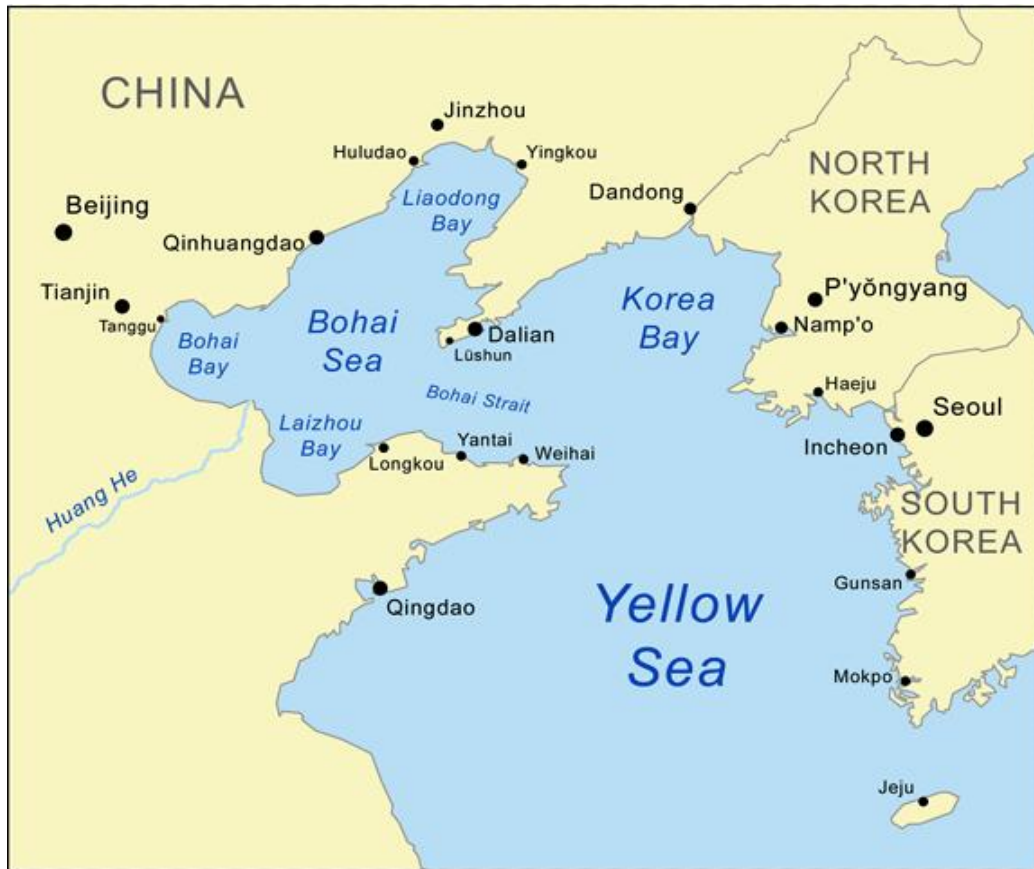 CHINA
Jinzhou
Huludao
Yingkou
NORTH
KOREA
Dandong
Liaodong
Bay
Beijing
Qinhuangdao
Tianjin
Tanggu
P'yŏngyang
Korea
Bay
Namp'o
Bohai
Sea
Dalian
Lüshun
Bohai
Bay
Bohai Strait
Haeju
Seoul
Incheon
Laizhou
Bay
Longkou
Yantai
Weihai
Huang He
SOUTH
KOREA
Gunsan
Qingdao
Yellow
Sea
Mokpo
Jeju